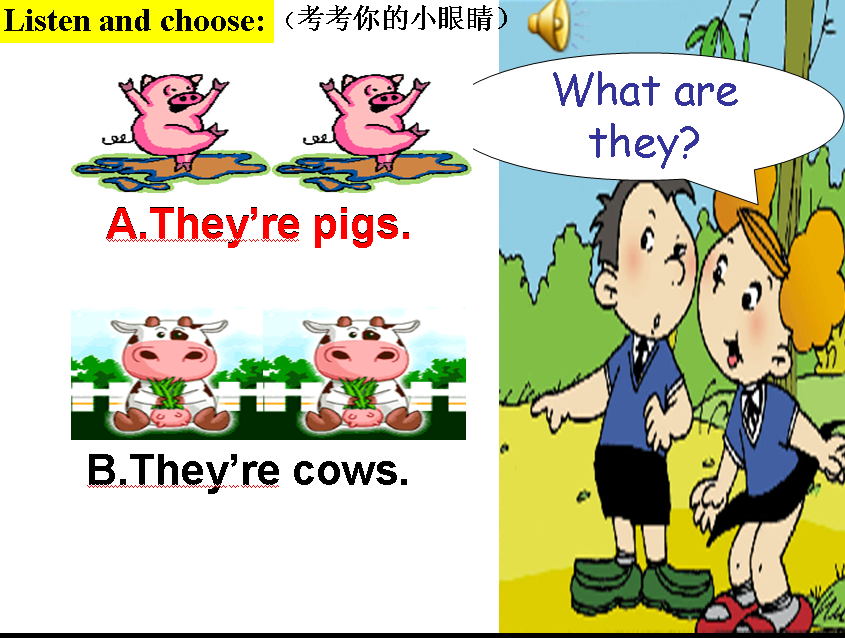 Listen and choose:（考考你的小眼睛）
What are
they?
A.They’re pigs.
B.They’re cows.